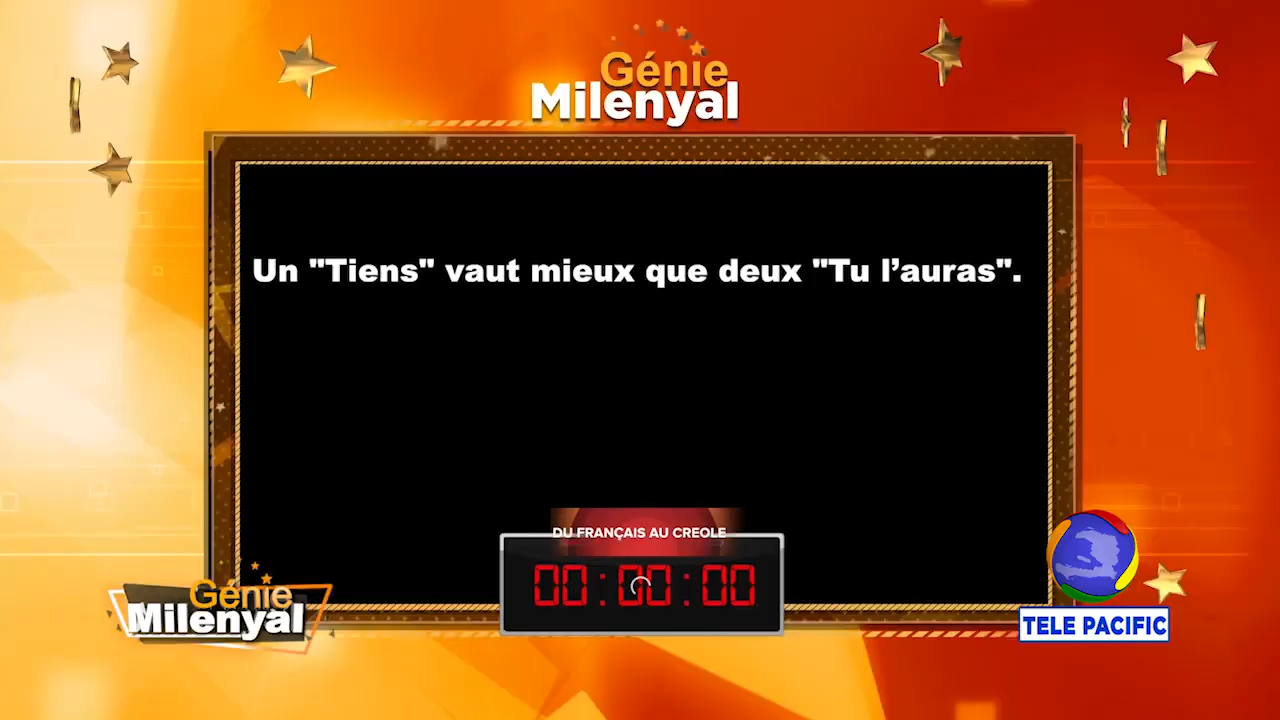 Génie
Milenyal
Un "Tiens" vaut mieux que deux "Tu l’auras".
DU FRANÇAIS AU CREOLE
00:00:00
Génie
Milenyal
TELE PACIFIC